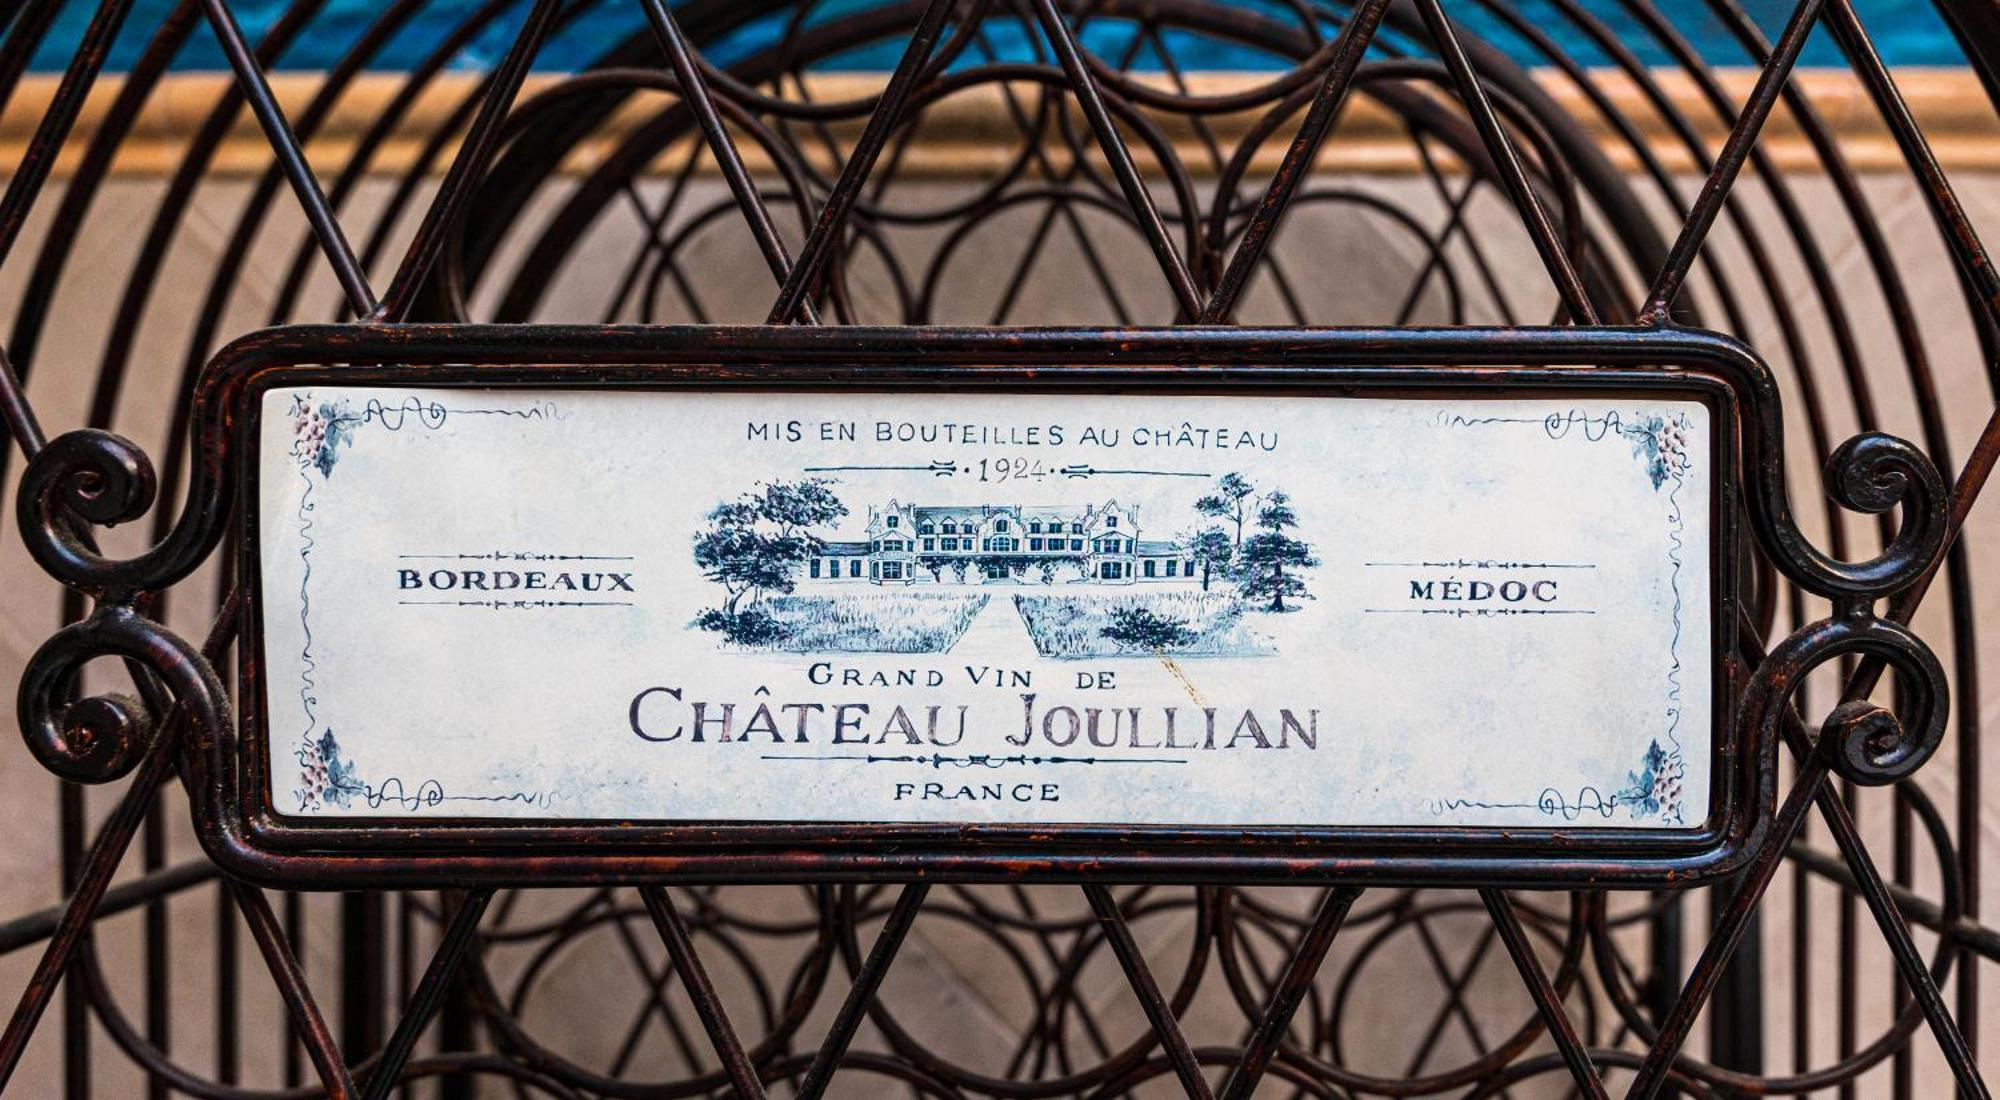 MIS EN BOUTEILLES AU CHÂTEAU
·1924·
BORDEAUX
MÉDOC
GRAND VIN DE
CHÂTEAU JOULLIAN
FRANCE